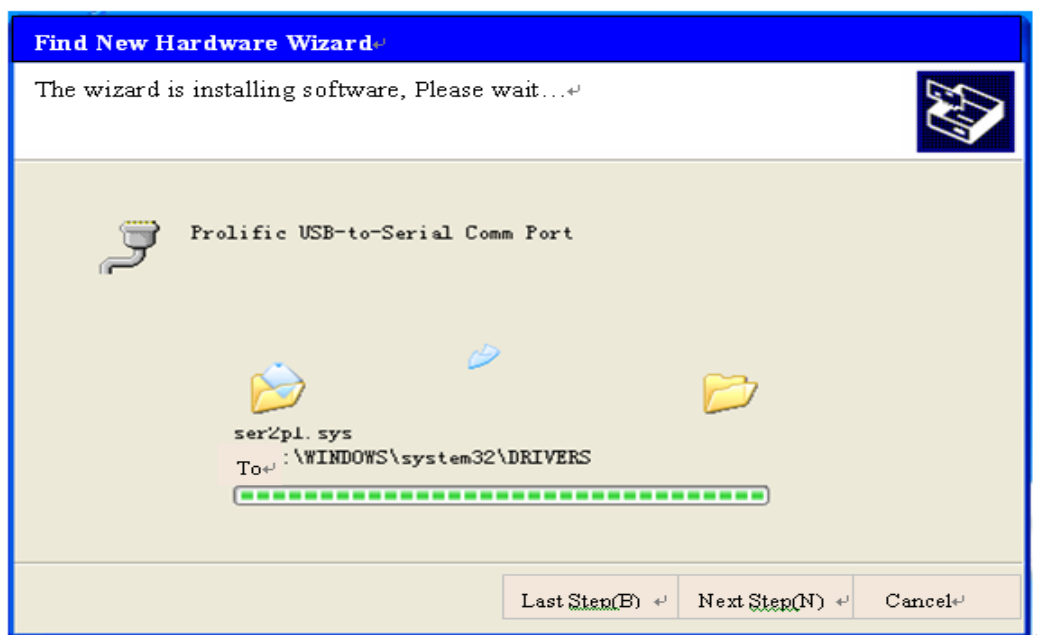 Find New Hardware Wizard↵
The wizard is installing software, Please wait...↵
Prolific USB-to-Serial Comm Port
ser2pl.sys
To↵ :\WINDOWS\system32\DRIVERS
Last Step(B) ↵
Next Step(N) ↵
Cancel↵